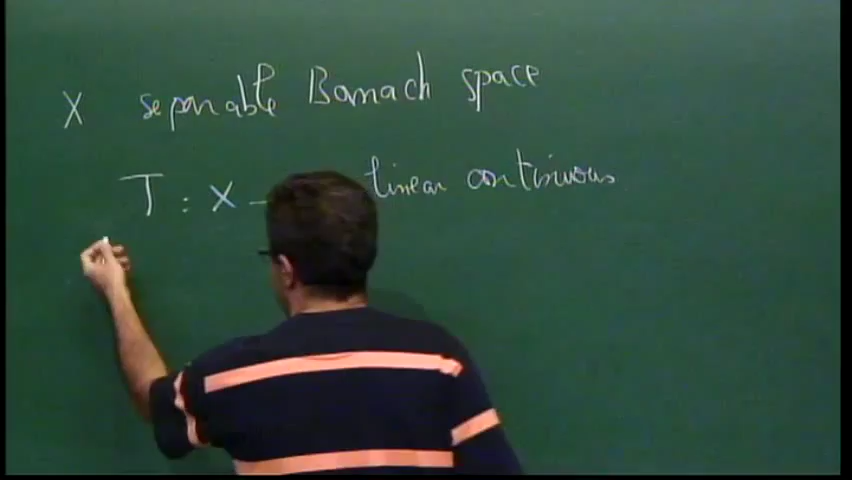 X separable Banach space
T : X – linear continuous